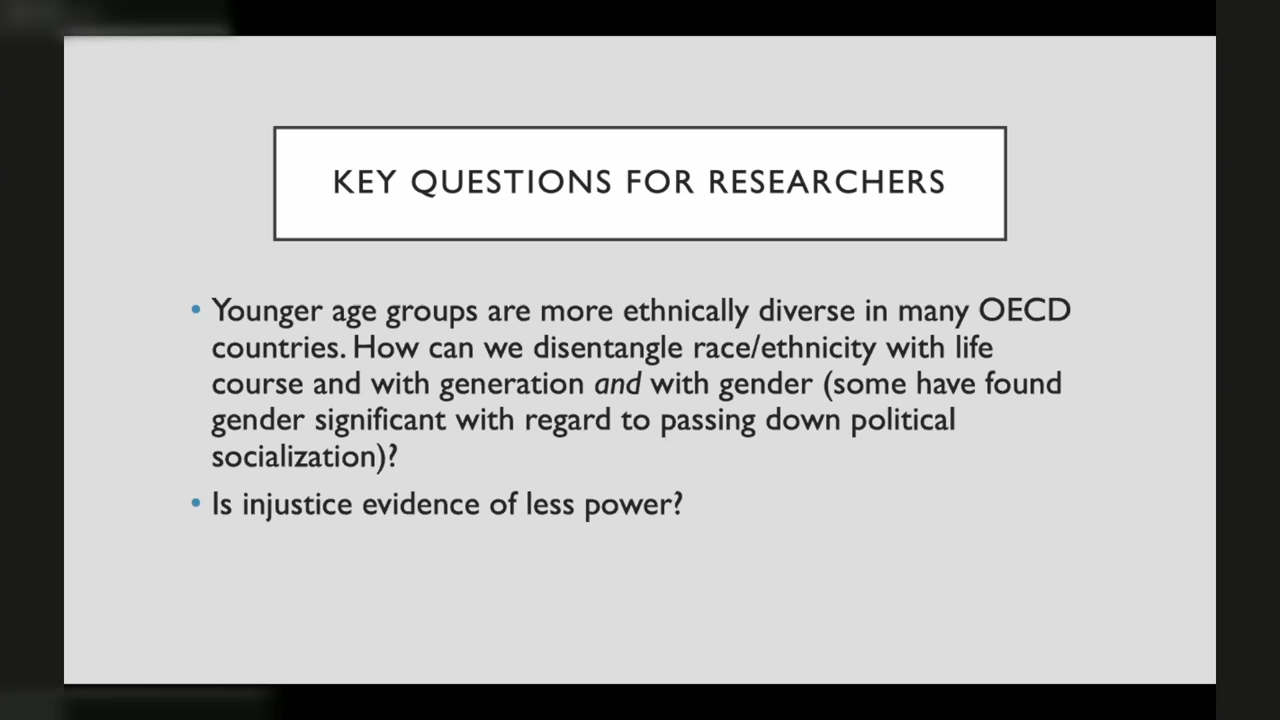 KEY QUESTIONS FOR RESEARCHERS
• Younger age groups are more ethnically diverse in many OECD
countries. How can we disentangle race/ethnicity with life
course and with generation and with gender (some have found
gender significant with regard to passing down political
socialization)?
• Is injustice evidence of less power?